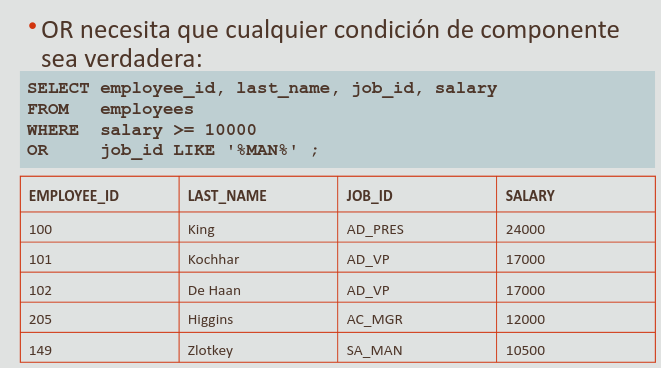 • OR necesita que cualquier condición de componente
sea verdadera:
SELECT employee_id, last_name, job_id, salary
FROM employees
WHERE salary >= 10000
OR job_id LIKE '%MAN%' ;
EMPLOYEE_ID LAST_NAME JOB_ID SALARY
100 King AD_PRES 24000
101 Kochhar AD_VP 17000
102 De Haan AD_VP 17000
205 Higgins AC_MGR 12000
149 Zlotkey SA_MAN 10500